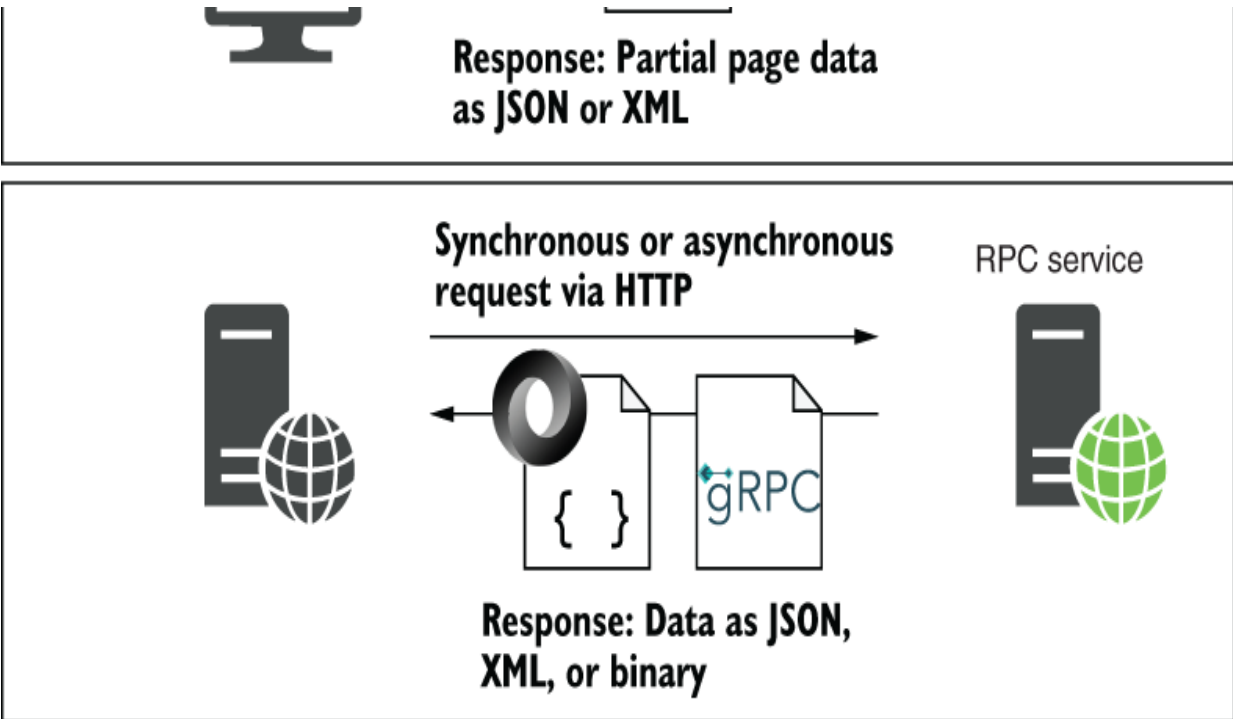 Response: Partial page data
as JSON or XML
Synchronous or asynchronous
request via HTTP
RPC service
{ }
gRPC
Response: Data as JSON,
XML, or binary